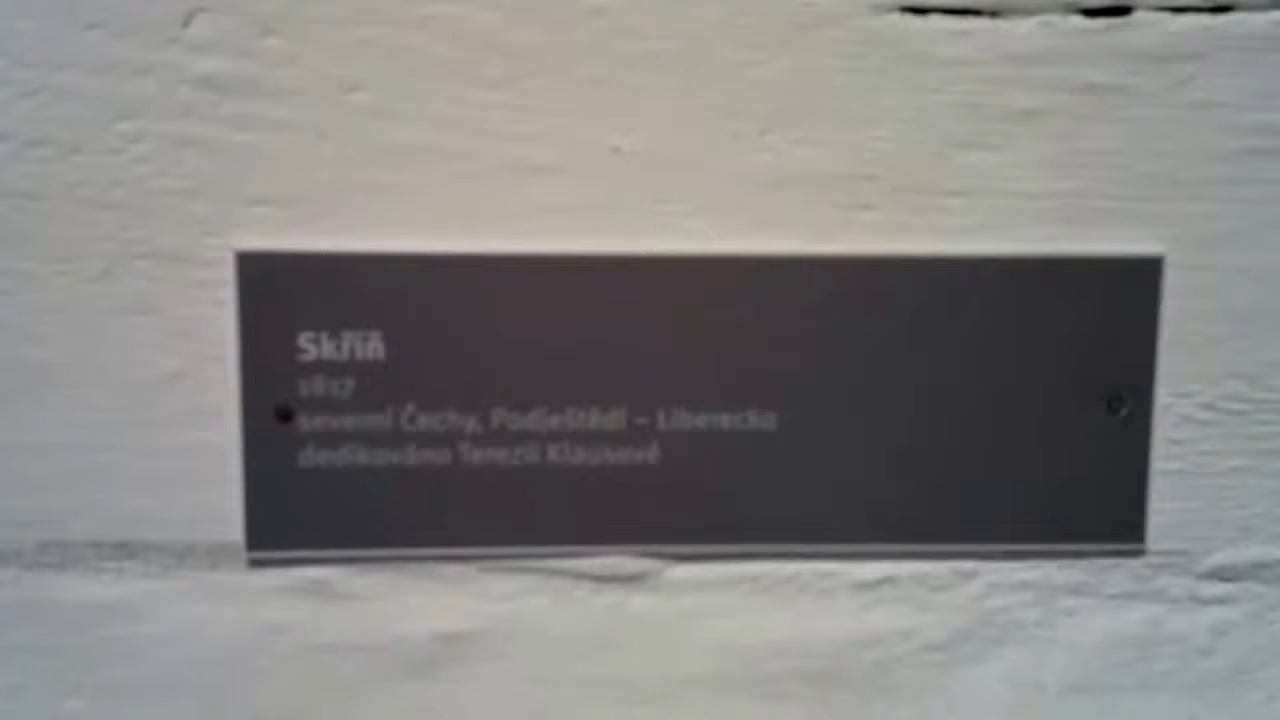 Skříň
1817
severní Čechy, Podještědí – Liberecko
dedikováno Terezii Klausové